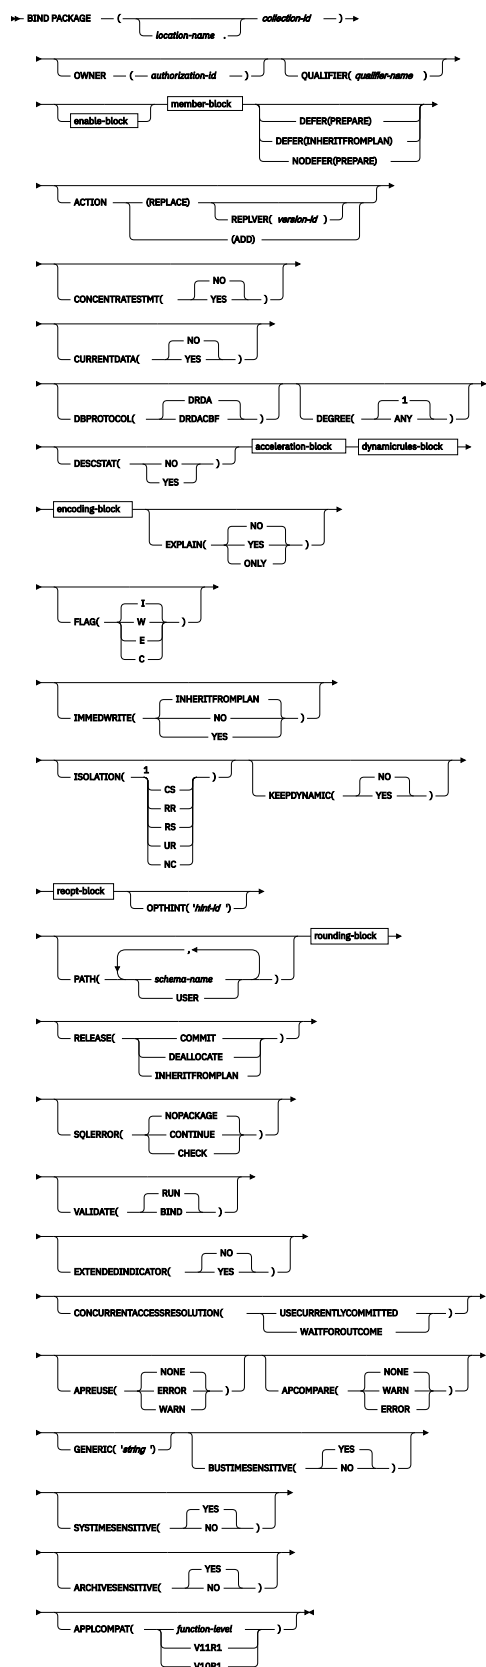 BIND PACKAGE ( location-name . collection-id )
OWNER ( authorization-id ) QUALIFIER( qualifier-name )
enable-block member-block DEFER(PREPARE)
DEFER(INHERITFROMPLAN)
NODEFER(PREPARE)
ACTION (REPLACE)
REPLVER( version-id )
(ADD)
CONCENTRATESTMT( NO
YES )
CURRENTDATA( NO
YES )
DBPROTOCOL( DRDA
DRDACBF ) DEGREE( 1
ANY )
DESCSTAT( NO
YES ) acceleration-block dynamicrules-block
encoding-block EXPLAIN( NO
YES
ONLY )
FLAG( I
W
E
C )
IMMEDWRITE( INHERITFROMPLAN
NO
YES )
ISOLATION( 1 CS
RR
RS
UR
NC ) KEEPDYNAMIC( NO
YES )
reopt-block OPTHINT( 'hint-id ')
PATH( , schema-name
USER ) rounding-block
RELEASE( COMMIT
DEALLOCATE
INHERITFROMPLAN )
SQLERROR( NOPACKAGE
CONTINUE
CHECK )
VALIDATE( RUN
BIND )
EXTENDEDINDICATOR( NO
YES )
CONCURRENTACCESSRESOLUTION( USECURRENTLYCOMMITTED
WAITFOROUTCOME )
APREUSE( NONE
ERROR
WARN ) APCOMPARE( NONE
WARN
ERROR )
GENERIC( 'string ') BUSTIMESENSITIVE( YES
NO )
SYSTIMESENSITIVE( YES
NO )
ARCHIVESENSITIVE( YES
NO )
APPLCOMPAT( function-level
V11R1
V10R1 )